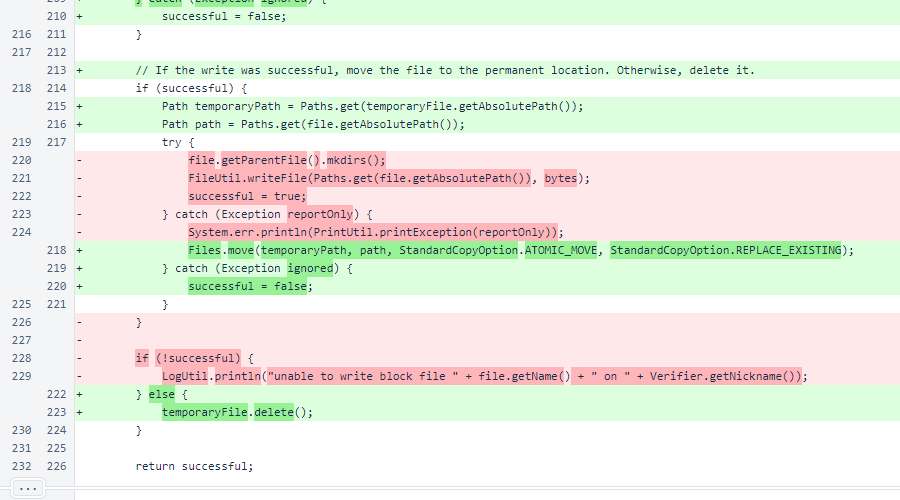 } catch (Exception ignored) {
210 + successful = false;
216 211 }
217 212
213 + // If the write was successful, move the file to the permanent location. Otherwise, delete it.
218 214 if (successful) {
215 + Path temporaryPath = Paths.get(temporaryFile.getAbsolutePath());
216 + Path path = Paths.get(file.getAbsolutePath());
219 217 try {
220 - file.getParentFile().mkdirs();
221 - FileUtil.writeFile(Paths.get(file.getAbsolutePath()), bytes);
222 - successful = true;
223 - } catch (Exception reportOnly) {
224 - System.err.println(PrintUtil.printException(reportOnly));
218 + Files.move(temporaryPath, path, StandardCopyOption.ATOMIC_MOVE, StandardCopyOption.REPLACE_EXISTING);
219 + } catch (Exception ignored) {
220 + successful = false;
225 221 }
226 - }
227 -
228 - if (!successful) {
229 - LogUtil.println("unable to write block file " + file.getName() + " on " + Verifier.getNickname());
222 + } else {
223 + temporaryFile.delete();
230 224 }
231 225
232 226 return successful;
...